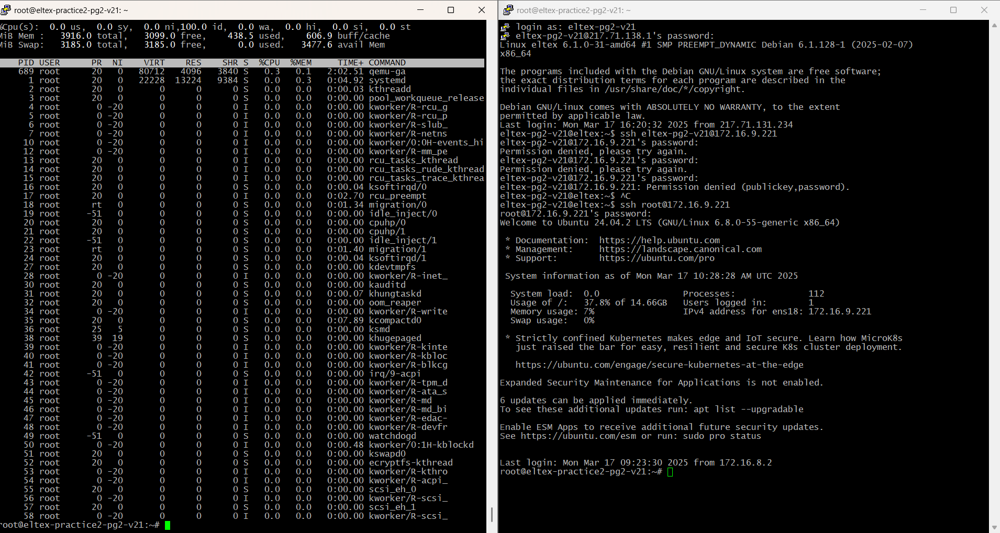 root@eltex-practice2-pg2-v21: ~
%Cpu(s):  0.0 us,  0.0 sy,  0.0 ni,100.0 id,  0.0 wa,  0.0 hi,  0.0 si,  0.0 st
MiB Mem :   3916.0 total,   3099.0 free,    438.5 used,    606.9 buff/cache
MiB Swap:   3185.0 total,   3185.0 free,      0.0 used.   3477.6 avail Mem
PID USER      PR  NI    VIRT    RES    SHR S  %CPU  %MEM     TIME+ COMMAND
689 root      20   0   80712   4096   3840 S   0.3   0.1   2:02.51 qemu-ga
1 root      20   0   22228  13224   9384 S   0.0   0.3   0:04.92 systemd
2 root      20   0       0      0      0 S   0.0   0.0   0:00.03 kthreadd
3 root      20   0       0      0      0 S   0.0   0.0   0:00.00 pool_workqueue_release
4 root       0 -20       0      0      0 I   0.0   0.0   0:00.00 kworker/R-rcu_g
5 root       0 -20       0      0      0 I   0.0   0.0   0:00.00 kworker/R-rcu_p
6 root       0 -20       0      0      0 I   0.0   0.0   0:00.00 kworker/R-slub_
7 root       0 -20       0      0      0 I   0.0   0.0   0:00.00 kworker/R-netns
10 root       0 -20       0      0      0 I   0.0   0.0   0:00.00 kworker/0:0H-events_hi
12 root       0 -20       0      0      0 I   0.0   0.0   0:00.00 kworker/R-mm_pe
13 root      20   0       0      0      0 I   0.0   0.0   0:00.00 rcu_tasks_kthread
14 root      20   0       0      0      0 I   0.0   0.0   0:00.00 rcu_tasks_rude_kthread
15 root      20   0       0      0      0 I   0.0   0.0   0:00.00 rcu_tasks_trace_kthrea
16 root      20   0       0      0      0 S   0.0   0.0   0:00.04 ksoftirqd/0
17 root      20   0       0      0      0 I   0.0   0.0   0:02.70 rcu_preempt
18 root      rt   0       0      0      0 S   0.0   0.0   0:01.34 migration/0
19 root     -51   0       0      0      0 S   0.0   0.0   0:00.00 idle_inject/0
20 root      20   0       0      0      0 S   0.0   0.0   0:00.00 cpuhp/0
21 root      20   0       0      0      0 S   0.0   0.0   0:00.00 cpuhp/1
22 root     -51   0       0      0      0 S   0.0   0.0   0:00.00 idle_inject/1
23 root      rt   0       0      0      0 S   0.0   0.0   0:01.40 migration/1
24 root      20   0       0      0      0 S   0.0   0.0   0:00.04 ksoftirqd/1
27 root      20   0       0      0      0 S   0.0   0.0   0:00.00 kdevtmpfs
28 root       0 -20       0      0      0 I   0.0   0.0   0:00.00 kworker/R-inet_
30 root      20   0       0      0      0 S   0.0   0.0   0:00.00 kauditd
31 root      20   0       0      0      0 S   0.0   0.0   0:00.07 khungtaskd
32 root      20   0       0      0      0 S   0.0   0.0   0:00.00 oom_reaper
34 root       0 -20       0      0      0 I   0.0   0.0   0:00.00 kworker/R-write
35 root      20   0       0      0      0 S   0.0   0.0   0:07.89 kcompactd0
36 root      25   5       0      0      0 S   0.0   0.0   0:00.00 ksmd
38 root      39  19       0      0      0 S   0.0   0.0   0:00.00 khugepaged
39 root       0 -20       0      0      0 I   0.0   0.0   0:00.00 kworker/R-kinte
40 root       0 -20       0      0      0 I   0.0   0.0   0:00.00 kworker/R-kbloc
41 root       0 -20       0      0      0 I   0.0   0.0   0:00.00 kworker/R-blkcg
42 root     -51   0       0      0      0 S   0.0   0.0   0:00.00 irq/9-acpi
43 root       0 -20       0      0      0 I   0.0   0.0   0:00.00 kworker/R-tpm_d
44 root       0 -20       0      0      0 I   0.0   0.0   0:00.00 kworker/R-ata_s
45 root       0 -20       0      0      0 I   0.0   0.0   0:00.00 kworker/R-md
46 root       0 -20       0      0      0 I   0.0   0.0   0:00.00 kworker/R-md_bi
47 root       0 -20       0      0      0 I   0.0   0.0   0:00.00 kworker/R-edac-
48 root       0 -20       0      0      0 I   0.0   0.0   0:00.00 kworker/R-devfr
49 root     -51   0       0      0      0 S   0.0   0.0   0:00.00 watchdogd
50 root       0 -20       0      0      0 I   0.0   0.0   0:00.48 kworker/0:1H-kblockd
51 root      20   0       0      0      0 S   0.0   0.0   0:00.00 kswapd0
52 root      20   0       0      0      0 S   0.0   0.0   0:00.00 ecryptfs-kthread
53 root       0 -20       0      0      0 I   0.0   0.0   0:00.00 kworker/R-kthro
54 root       0 -20       0      0      0 I   0.0   0.0   0:00.00 kworker/R-acpi_
55 root      20   0       0      0      0 S   0.0   0.0   0:00.00 scsi_eh_0
56 root       0 -20       0      0      0 I   0.0   0.0   0:00.00 kworker/R-scsi_
57 root      20   0       0      0      0 S   0.0   0.0   0:00.00 scsi_eh_1
58 root       0 -20       0      0      0 I   0.0   0.0   0:00.00 kworker/R-scsi_
root@eltex-practice2-pg2-v21:~#
root@eltex-practice2-pg2-v21: ~
login as: eltex-pg2-v21
eltex-pg2-v21@217.71.138.1's password:
Linux eltex 6.1.0-31-amd64 #1 SMP PREEMPT_DYNAMIC Debian 6.1.128-1 (2025-02-07)
x86_64
The programs included with the Debian GNU/Linux system are free software;
the exact distribution terms for each program are described in the
individual files in /usr/share/doc/*/copyright.
Debian GNU/Linux comes with ABSOLUTELY NO WARRANTY, to the extent
permitted by applicable law.
Last login: Mon Mar 17 16:20:32 2025 from 217.71.131.234
eltex-pg2-v21@eltex:~$ ssh eltex-pg2-v21@172.16.9.221
eltex-pg2-v21@172.16.9.221's password:
Permission denied, please try again.
eltex-pg2-v21@172.16.9.221's password:
Permission denied, please try again.
eltex-pg2-v21@172.16.9.221's password:
eltex-pg2-v21@172.16.9.221: Permission denied (publickey,password).
eltex-pg2-v21@eltex:~$ ^C
eltex-pg2-v21@eltex:~$ ssh root@172.16.9.221
root@172.16.9.221's password:
Welcome to Ubuntu 24.04.2 LTS (GNU/Linux 6.8.0-55-generic x86_64)
* Documentation:  https://help.ubuntu.com
* Management:     https://landscape.canonical.com
* Support:        https://ubuntu.com/pro
System information as of Mon Mar 17 10:28:28 AM UTC 2025
System load:  0.0                Processes:              112
Usage of /:   37.8% of 14.66GB   Users logged in:        1
Memory usage: 7%                 IPv4 address for ens18: 172.16.9.221
Swap usage:   0%
* Strictly confined Kubernetes makes edge and IoT secure. Learn how MicroK8s
just raised the bar for easy, resilient and secure K8s cluster deployment.
https://ubuntu.com/engage/secure-kubernetes-at-the-edge
Expanded Security Maintenance for Applications is not enabled.
6 updates can be applied immediately.
To see these additional updates run: apt list --upgradable
Enable ESM Apps to receive additional future security updates.
See https://ubuntu.com/esm or run: sudo pro status
Last login: Mon Mar 17 09:23:30 2025 from 172.16.8.2
root@eltex-practice2-pg2-v21:~#